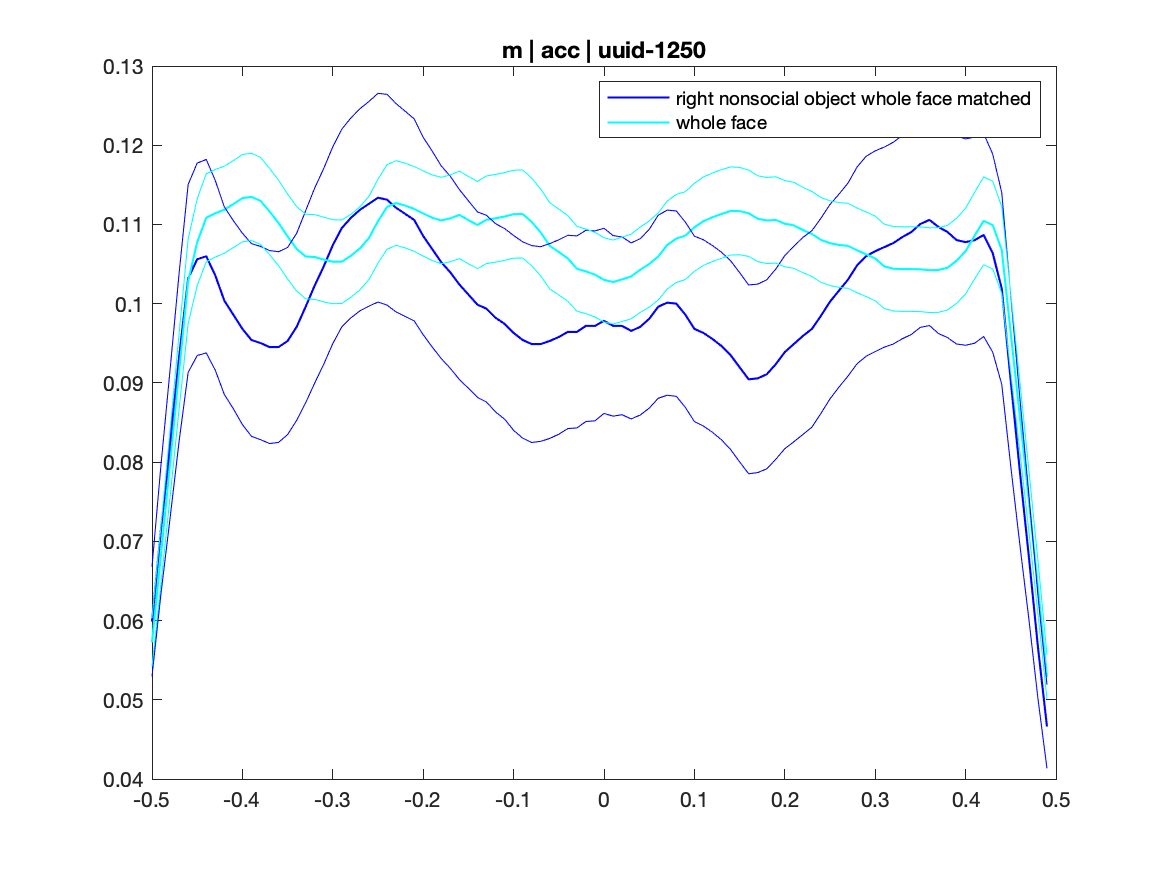 m | acc | uuid-1250
right nonsocial object whole face matched
whole face
0.13
0.12
0.11
0.1
0.09
0.08
0.07
0.06
0.05
0.04
-0.5 -0.4 -0.3 -0.2 -0.1 0 0.1 0.2 0.3 0.4 0.5